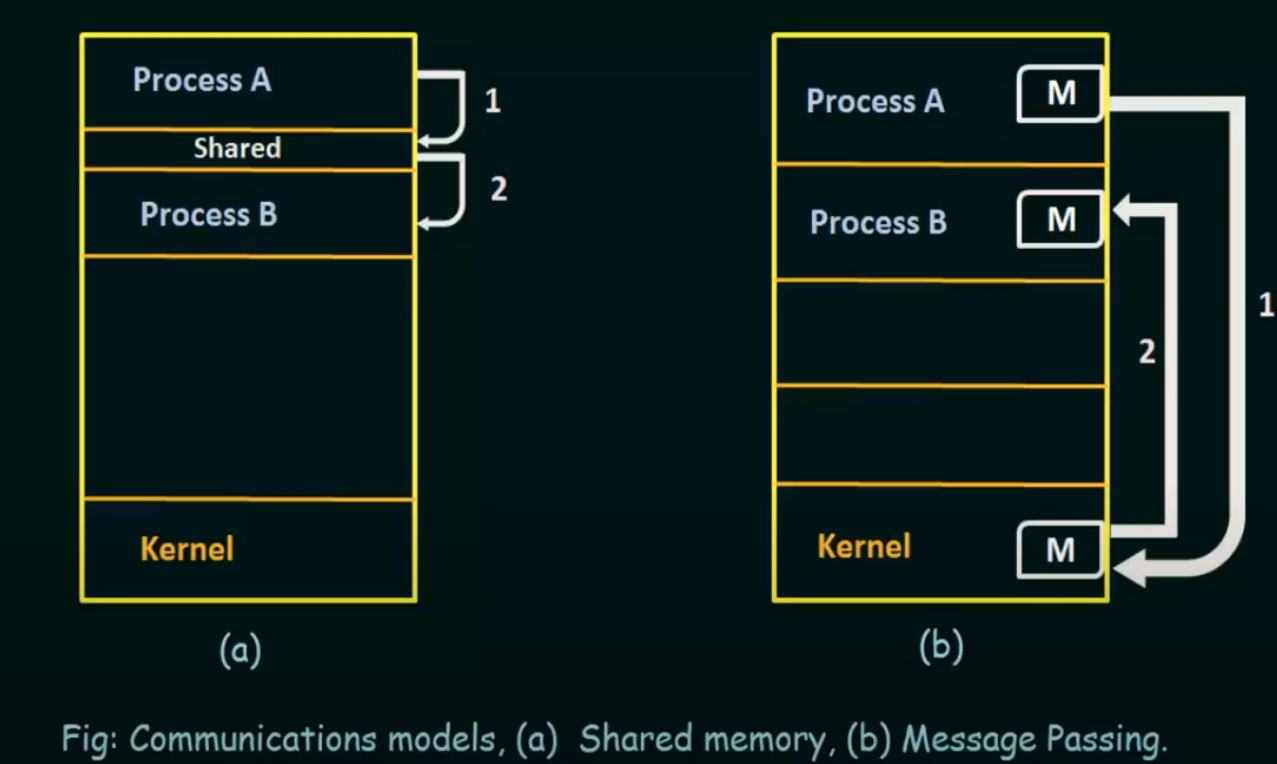 Process A
1
Shared
2
Process B
Kernel
(a)
Process A
M
Process B
M
1
2
Kernel
M
(b)
Fig: Communications models, (a) Shared memory, (b) Message Passing.